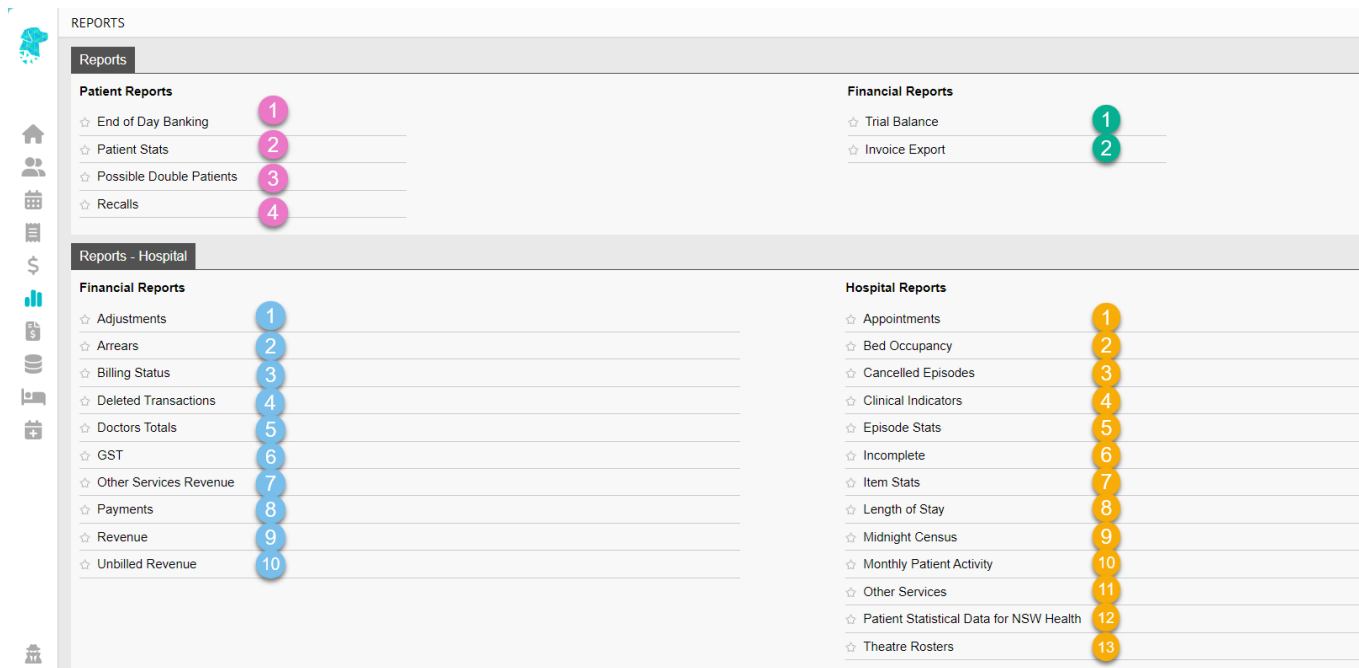 REPORTS
Reports
Patient Reports
End of Day Banking 1
Patient Stats 2
Possible Double Patients 3
Recalls 4
Financial Reports
Trial Balance 1
Invoice Export 2
Reports - Hospital
Financial Reports
Adjustments 1
Arrears 2
Billing Status 3
Deleted Transactions 4
Doctors Totals 5
GST 6
Other Services Revenue 7
Payments 8
Revenue 9
Unbilled Revenue 10
Hospital Reports
Appointments 1
Bed Occupancy 2
Cancelled Episodes 3
Clinical Indicators 4
Episode Stats 5
Incomplete 6
Item Stats 7
Length of Stay 8
Midnight Census 9
Monthly Patient Activity 10
Other Services 11
Patient Statistical Data for NSW Health 12
Theatre Rosters 13